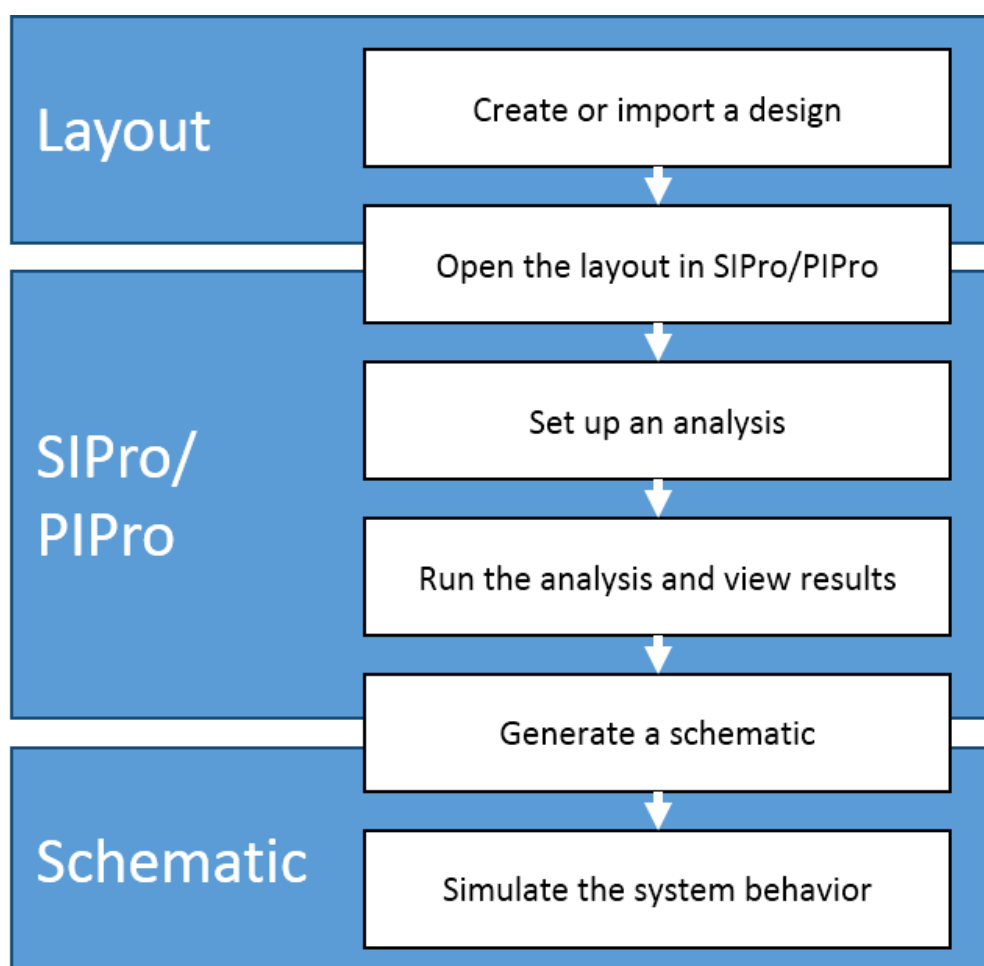 Layout
Create or import a design
Open the layout in SIPro/PIPro
SIPro/
PIPro
Set up an analysis
Run the analysis and view results
Generate a schematic
Schematic
Simulate the system behavior